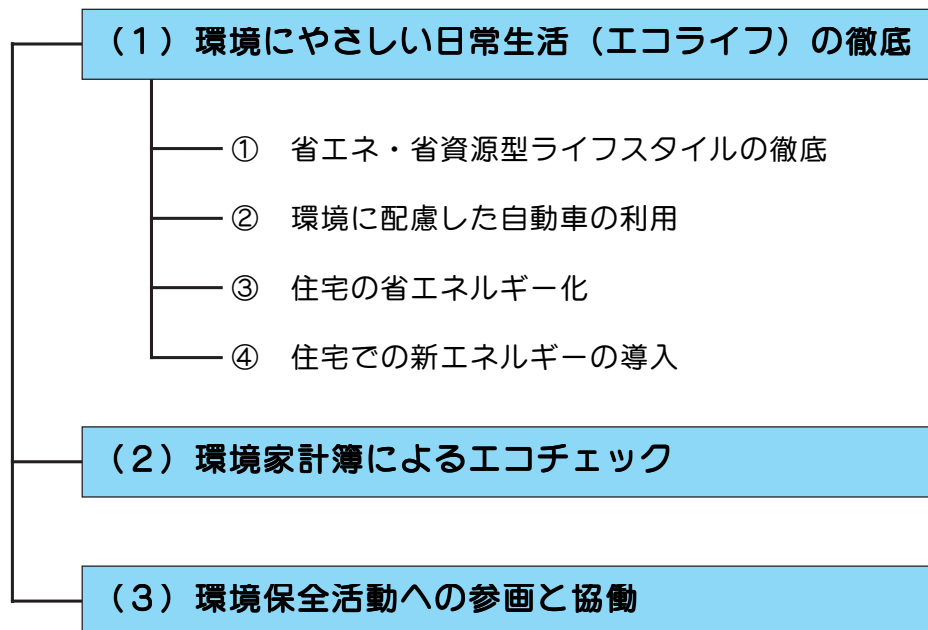 （１）環境にやさしい日常生活（エコライフ）の徹底
①　省エネ・省資源型ライフスタイルの徹底
②　環境に配慮した自動車の利用
③　住宅の省エネルギー化
④　住宅での新エネルギーの導入
（２）環境家計簿によるエコチェック
（３）環境保全活動への参画と協働